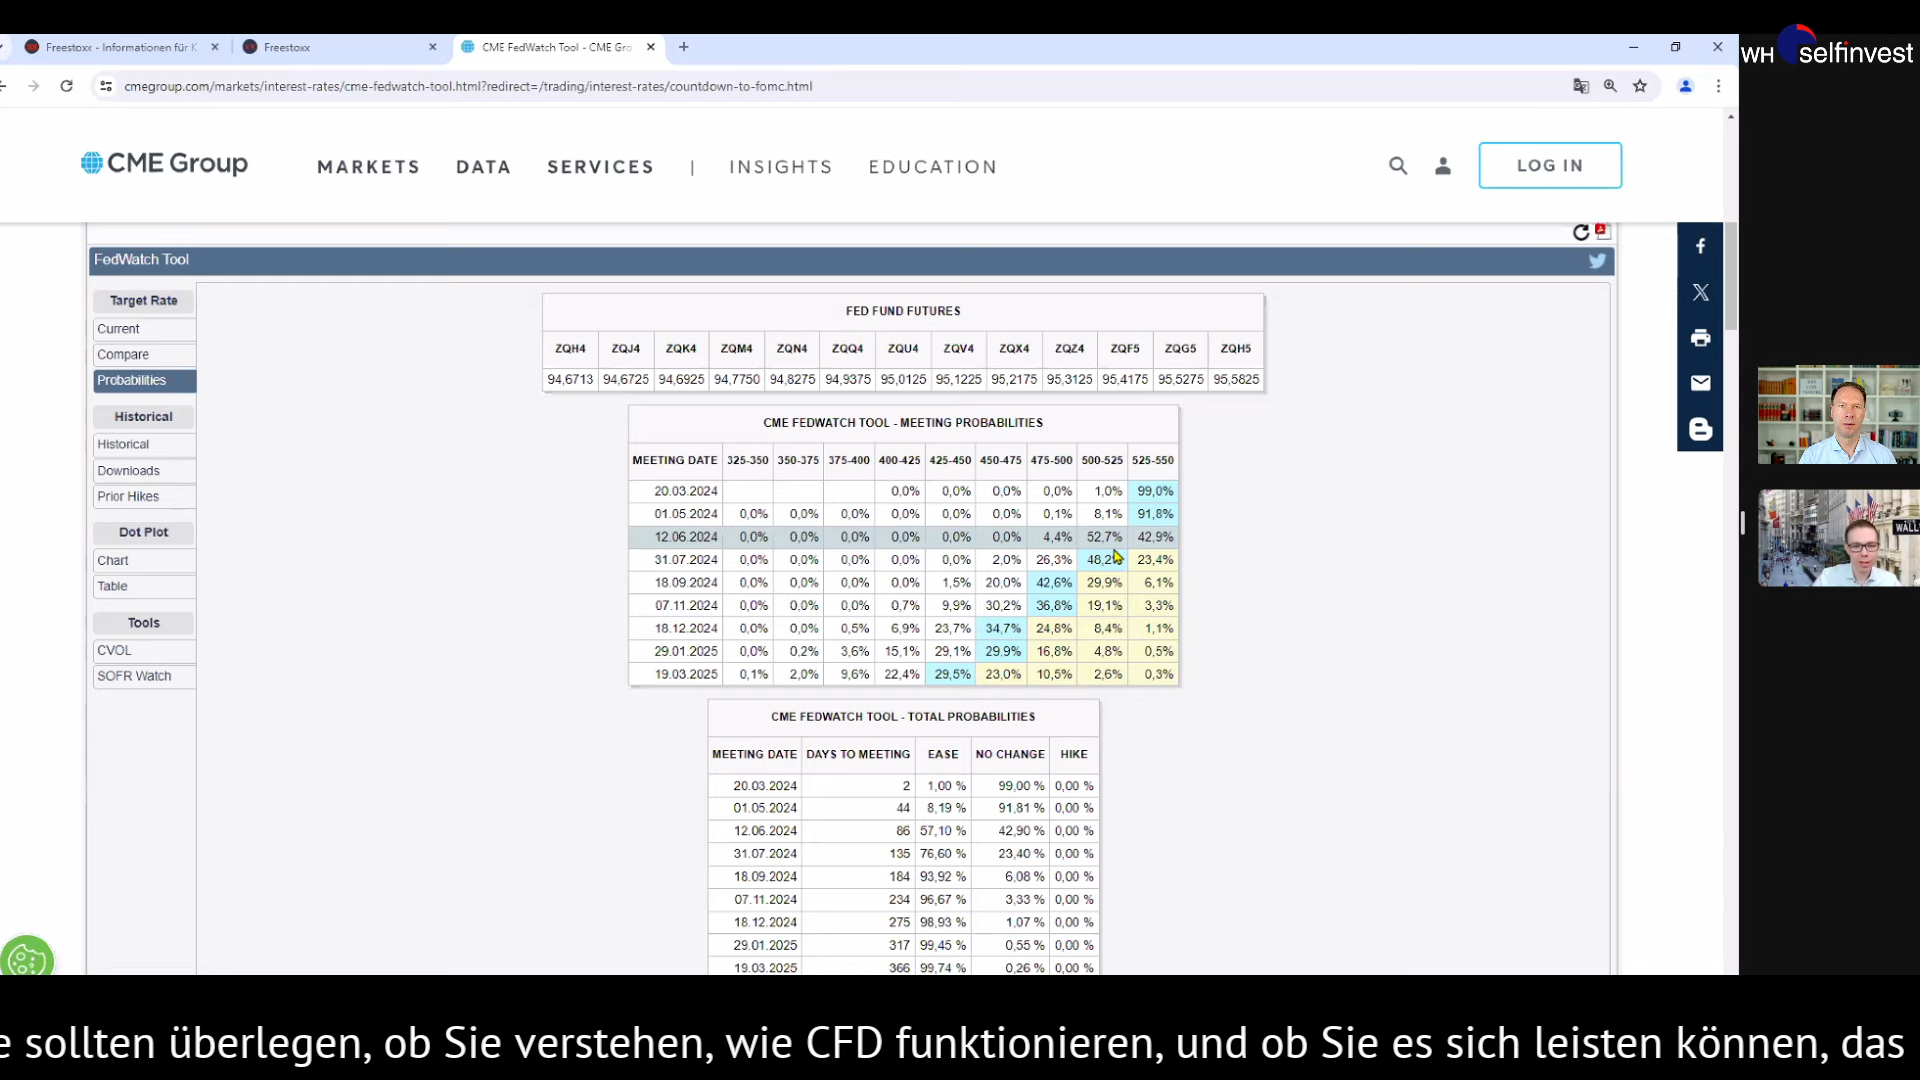 Freestoxx - Informationen für K
Freestoxx
CME FedWatch Tool - CME Gro
WH selfinvest
cmegroup.com/markets/interest-rates/cme-fedwatch-tool.html?redirect=/trading/interest-rates/countdown-to-fomc.html
CME Group MARKETS DATA SERVICES | INSIGHTS EDUCATION LOG IN
FedWatch Tool
Target Rate
Current
Compare
Probabilities
Historical
Historical
Downloads
Prior Hikes
Dot Plot
Chart
Table
Tools
CVOL
SOFR Watch
FED FUND FUTURES
ZQH4 ZQJ4 ZQK4 ZQM4 ZQN4 ZQQ4 ZQU4 ZQV4 ZQX4 ZQZ4 ZQF5 ZQG5 ZQH5
94,6713 94,6725 94,6925 94,7750 94,8275 94,9375 95,0125 95,1225 95,2175 95,3125 95,4175 95,5275 95,5825
CME FEDWATCH TOOL - MEETING PROBABILITIES
MEETING DATE 325-350 350-375 375-400 400-425 425-450 450-475 475-500 500-525 525-550
20.03.2024 0,0% 0,0% 0,0% 0,0% 1,0% 99,0%
01.05.2024 0,0% 0,0% 0,0% 0,0% 0,0% 0,0% 0,1% 8,1% 91,8%
12.06.2024 0,0% 0,0% 0,0% 0,0% 0,0% 0,0% 4,4% 52,7% 42,9%
31.07.2024 0,0% 0,0% 0,0% 0,0% 0,0% 2,0% 26,3% 48,2% 23,4%
18.09.2024 0,0% 0,0% 0,0% 0,0% 1,5% 20,0% 42,6% 29,9% 6,1%
07.11.2024 0,0% 0,0% 0,0% 0,7% 9,9% 30,2% 36,8% 19,1% 3,3%
18.12.2024 0,0% 0,0% 0,5% 6,9% 23,7% 34,7% 24,8% 8,4% 1,1%
29.01.2025 0,0% 0,2% 3,6% 15,1% 29,1% 29,9% 16,8% 4,8% 0,5%
19.03.2025 0,1% 2,0% 9,6% 22,4% 29,5% 23,0% 10,5% 2,6% 0,3%
CME FEDWATCH TOOL - TOTAL PROBABILITIES
MEETING DATE DAYS TO MEETING EASE NO CHANGE HIKE
20.03.2024 2 1,00 % 99,00 % 0,00 %
01.05.2024 44 8,19 % 91,81 % 0,00 %
12.06.2024 86 57,10 % 42,90 % 0,00 %
31.07.2024 135 76,60 % 23,40 % 0,00 %
18.09.2024 184 93,92 % 6,08 % 0,00 %
07.11.2024 234 96,67 % 3,33 % 0,00 %
18.12.2024 275 98,93 % 1,07 % 0,00 %
29.01.2025 317 99,45 % 0,55 % 0,00 %
19.03.2025 366 99,74 % 0,26 % 0,00 %
WALL
e sollten überlegen, ob Sie verstehen, wie CFD funktionieren, und ob Sie es sich leisten können, das